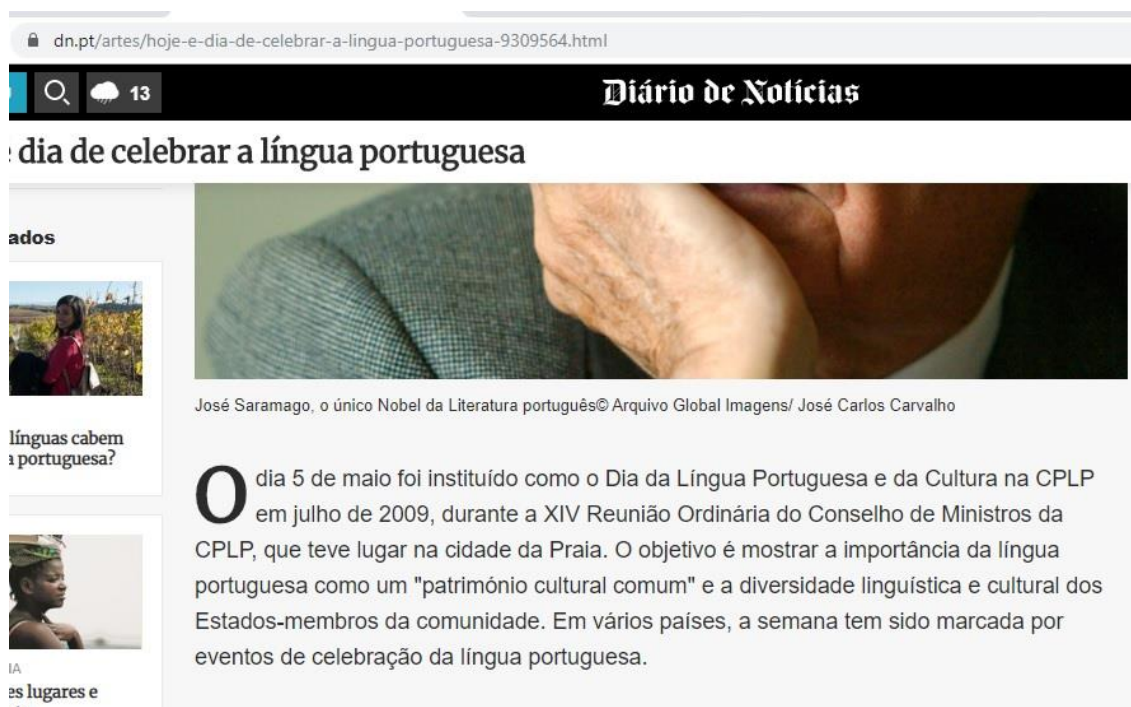 dn.pt/artes/hoje-e-dia-de-celebrar-a-lingua-portuguesa-9309564.html
13
Diário de Notícias
dia de celebrar a língua portuguesa
ados
línguas cabem
a portuguesa?
IA
es lugares e
José Saramago, o único Nobel da Literatura português© Arquivo Global Imagens/ José Carlos Carvalho
O dia 5 de maio foi instituído como o Dia da Língua Portuguesa e da Cultura na CPLP
em julho de 2009, durante a XIV Reunião Ordinária do Conselho de Ministros da
CPLP, que teve lugar na cidade da Praia. O objetivo é mostrar a importância da língua
portuguesa como um "património cultural comum" e a diversidade linguística e cultural dos
Estados-membros da comunidade. Em vários países, a semana tem sido marcada por
eventos de celebração da língua portuguesa.